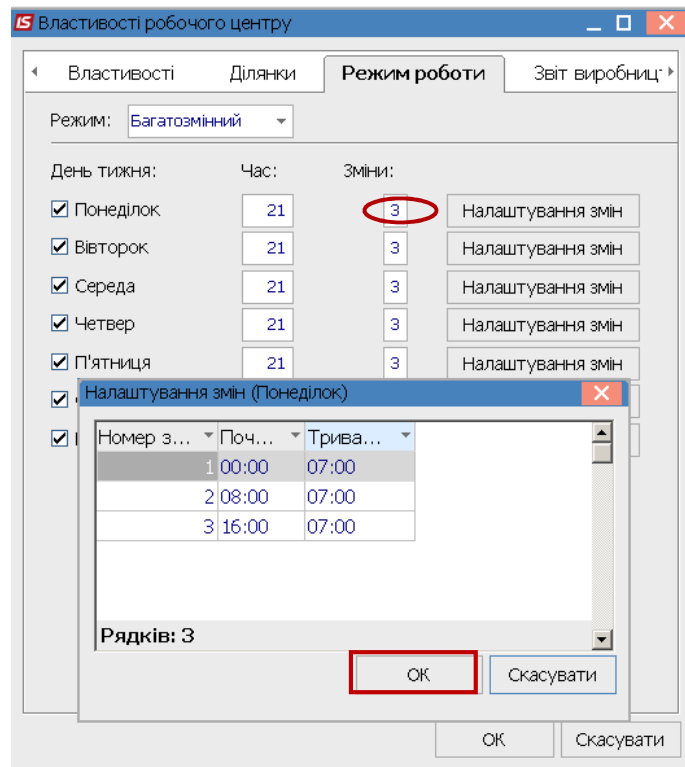 IS Властивості робочого центру
Властивості Ділянки Режим роботи Звіт виробниц
Режим: Багатозмінний
День тижня: Час: Зміни:
Понеділок 21 3 Налаштування змін
Вівторок 21 3 Налаштування змін
Середа 21 3 Налаштування змін
Четвер 21 3 Налаштування змін
П'ятниця 21 3 Налаштування змін
Налаштування змін (Понеділок)
Номер з... Поч... Трива...
1 00:00 07:00
2 08:00 07:00
3 16:00 07:00
Рядків: 3
ОК Скасувати
ОК Скасувати